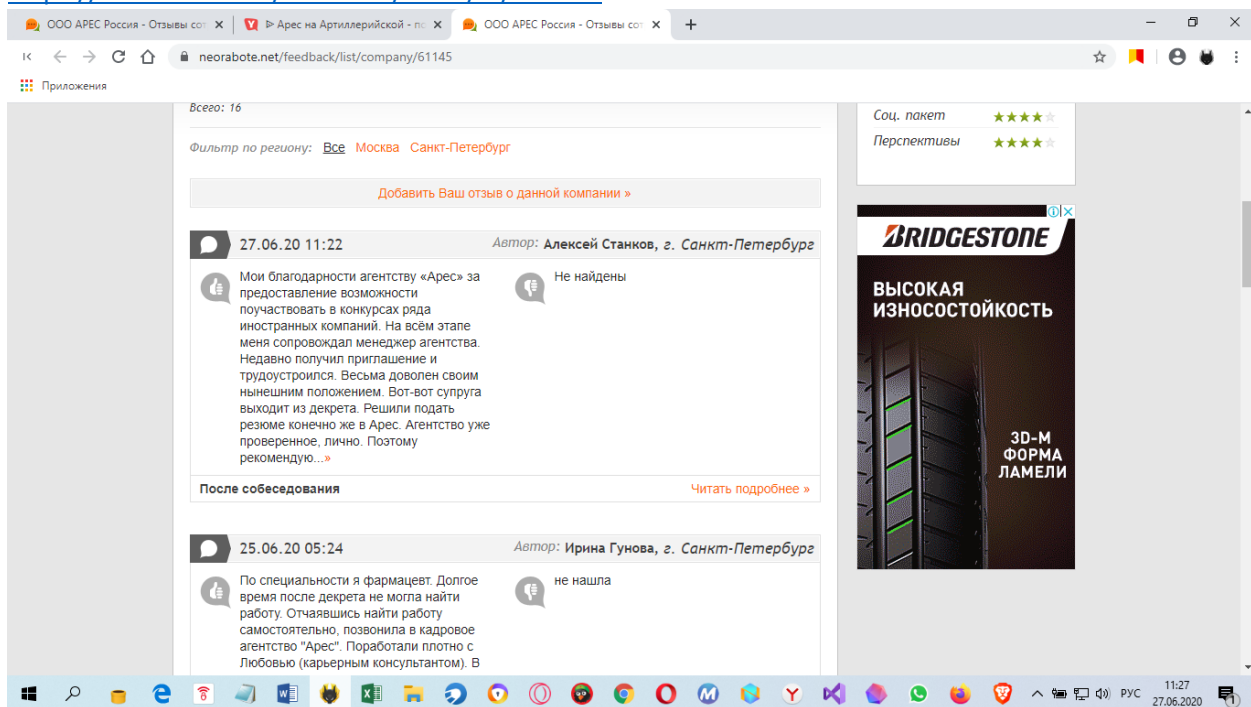 ООО АРЕС Россия - Отзывы сот
Арес на Артиллерийской - по
ООО АРЕС Россия - Отзывы сот
neorabote.net/feedback/list/company/61145
Приложения
Всего: 16
Фильтр по региону: Все Москва Санкт-Петербург
Добавить Ваш отзыв о данной компании »
27.06.20 11:22 Автор: Алексей Станков, г. Санкт-Петербург
Мои благодарности агентству «Арес» за
предоставление возможности
поучаствовать в конкурсах ряда
иностранных компаний. На всём этапе
меня сопровождал менеджер агентства.
Недавно получил приглашение и
трудоустроился. Весьма доволен своим
нынешним положением. Вот-вот супруга
выходит из декрета. Решили подать
резюме конечно же в Арес. Агентство уже
проверенное, лично. Поэтому
рекомендую...»
Не найдены
После собеседования Читать подробнее »
25.06.20 05:24 Автор: Ирина Гунова, г. Санкт-Петербург
По специальности я фармацевт. Долгое
время после декрета не могла найти
работу. Отчаявшись найти работу
самостоятельно, позвонила в кадровое
агентство "Арес". Поработали плотно с
Любовью (карьерным консультантом). В
не нашла
Соц. пакет
Перспективы
BRIDGESTONE
ВЫСОКАЯ
ИЗНОСОСТОЙКОСТЬ
3D-M
ФОРМА
ЛАМЕЛИ
РУС
11:27
27.06.2020